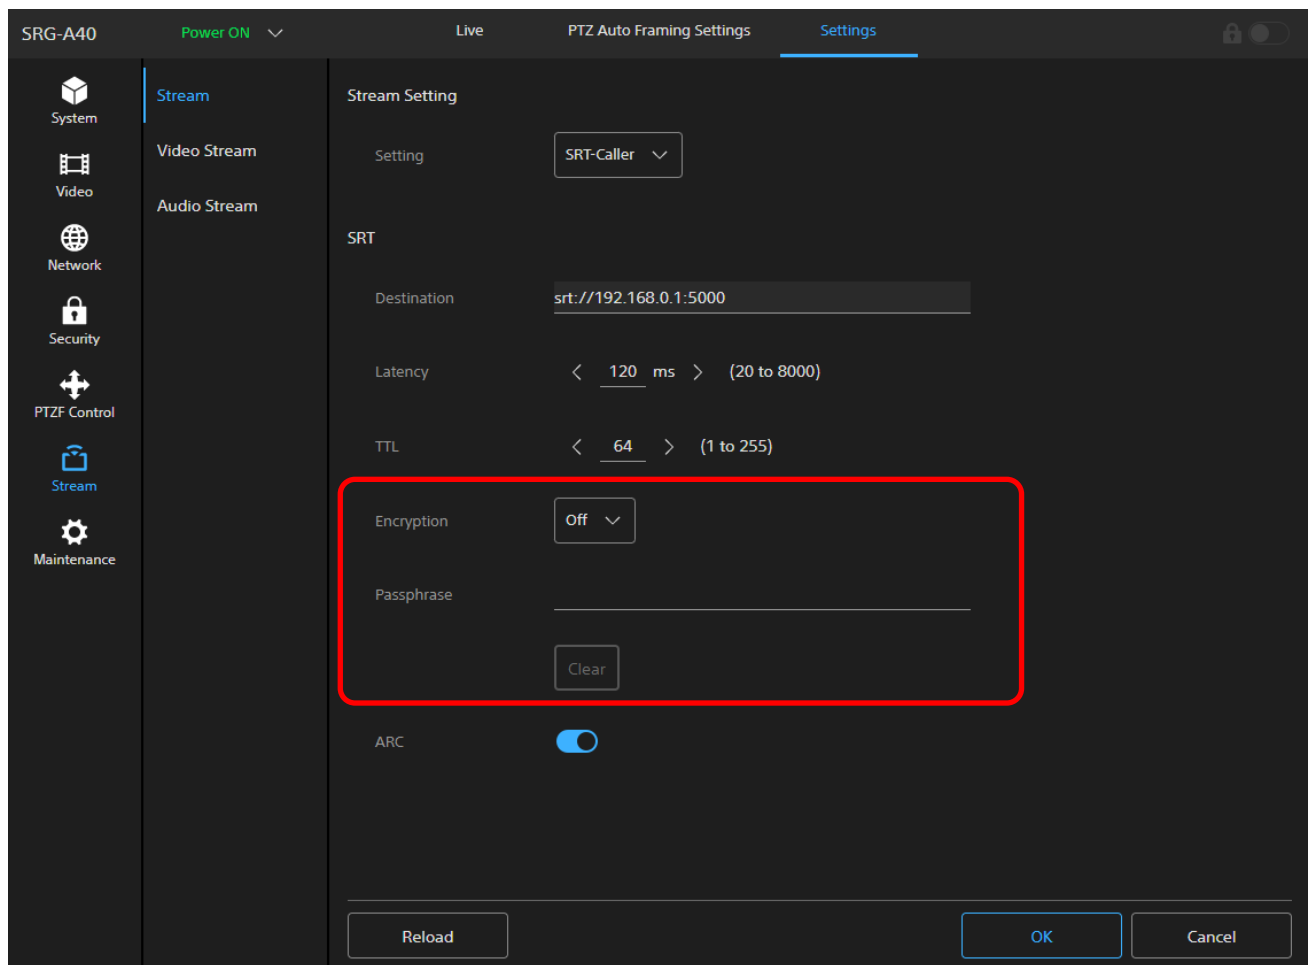 SRG-A40
Power ON
Live
PTZ Auto Framing Settings
Settings
System
Video
Network
Security
PTZF Control
Stream
Maintenance
Stream
Video Stream
Audio Stream
Stream Setting
Setting
SRT-Caller
SRT
Destination
srt://192.168.0.1:5000
Latency
120 ms (20 to 8000)
TTL
64 (1 to 255)
Encryption
Off
Passphrase
Clear
ARC
Reload
OK
Cancel